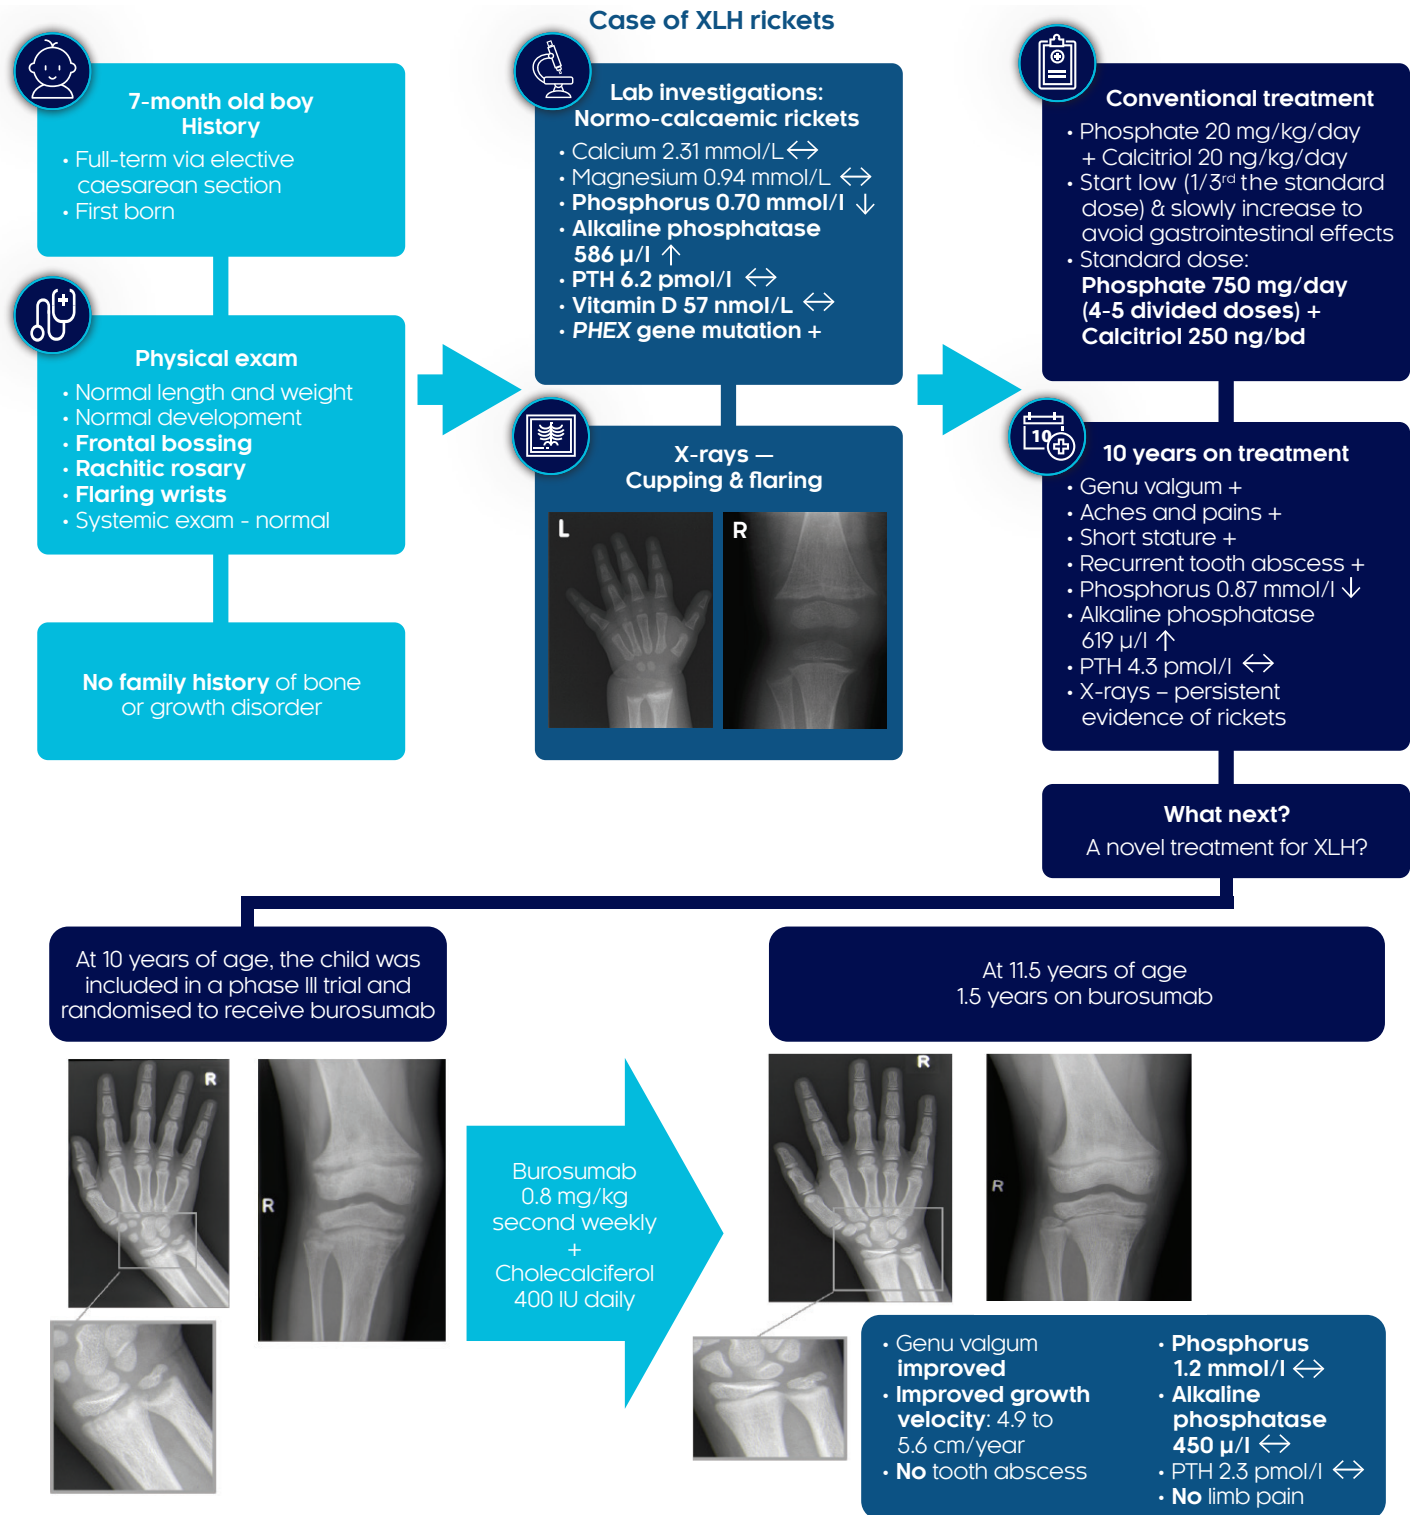 Case of XLH rickets
7-month old boy
History
• Full-term via elective
caesarean section
• First born
Physical exam
• Normal length and weight
• Normal development
• Frontal bossing
• Rachitic rosary
• Flaring wrists
• Systemic exam - normal
No family history of bone
or growth disorder
Lab investigations:
Normo-calcaemic rickets
• Calcium 2.31 mmol/L ↔
• Magnesium 0.94 mmol/L ↔
• Phosphorus 0.70 mmol/l ↓
• Alkaline phosphatase
586 µ/l ↑
• PTH 6.2 pmol/l ↔
• Vitamin D 57 nmol/L ↔
• PHEX gene mutation +
X-rays —
Cupping & flaring
L
R
Conventional treatment
• Phosphate 20 mg/kg/day
+ Calcitriol 20 ng/kg/day
• Start low (1/3rd the standard
dose) & slowly increase to
avoid gastrointestinal effects
• Standard dose:
Phosphate 750 mg/day
(4-5 divided doses) +
Calcitriol 250 ng/bd
10
10 years on treatment
• Genu valgum +
• Aches and pains +
• Short stature +
• Recurrent tooth abscess +
• Phosphorus 0.87 mmol/l ↓
• Alkaline phosphatase
619 µ/l ↑
• PTH 4.3 pmol/l ↔
• X-rays – persistent
evidence of rickets
What next?
A novel treatment for XLH?
At 10 years of age, the child was
included in a phase III trial and
randomised to receive burosumab
R
R
Burosumab
0.8 mg/kg
second weekly
+
Cholecalciferol
400 IU daily
At 11.5 years of age
1.5 years on burosumab
R
R
• Genu valgum
improved
• Improved growth
velocity: 4.9 to
5.6 cm/year
• No tooth abscess
• Phosphorus
1.2 mmol/l ↔
• Alkaline
phosphatase
450 µ/l ↔
• PTH 2.3 pmol/l ↔
• No limb pain